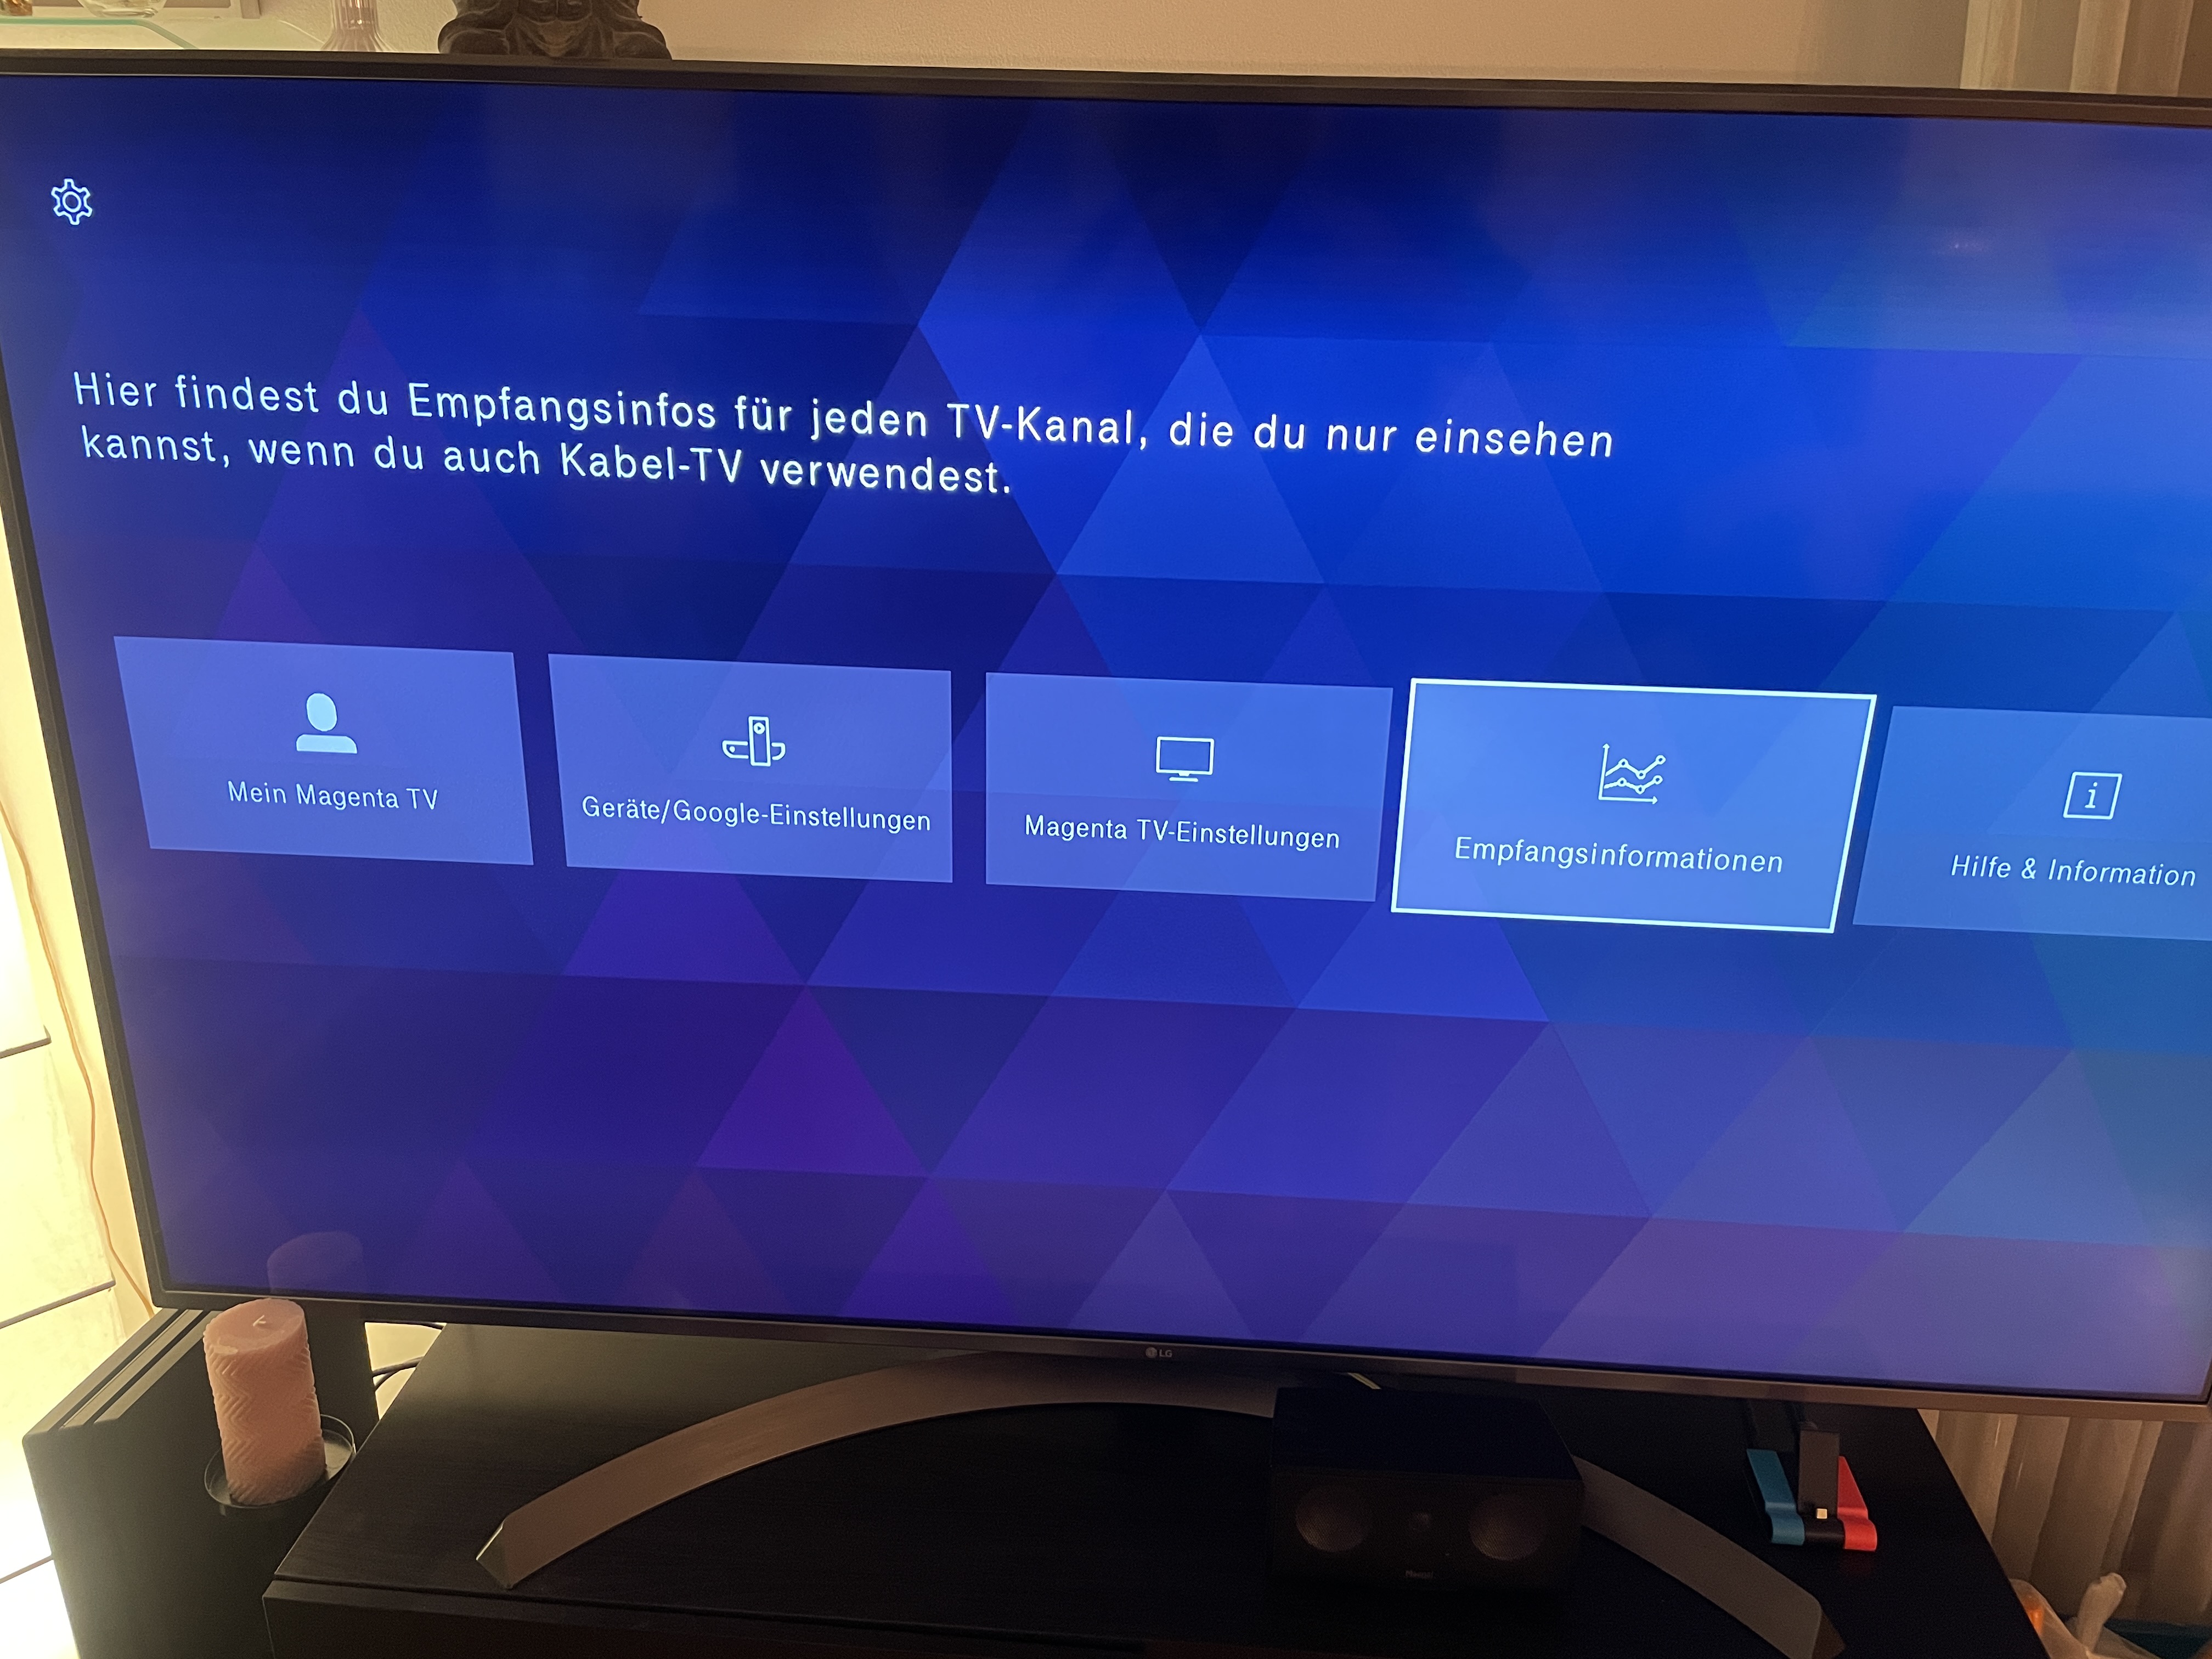 Hier findest du Empfangsinfos für jeden TV-Kanal, die du nur einsehen
kannst, wenn du auch Kabel-TV verwendest.
Mein Magenta TV
Geräte/Google-Einstellungen
Magenta TV-Einstellungen
Empfangsinformationen
i
Hilfe & Information
LG